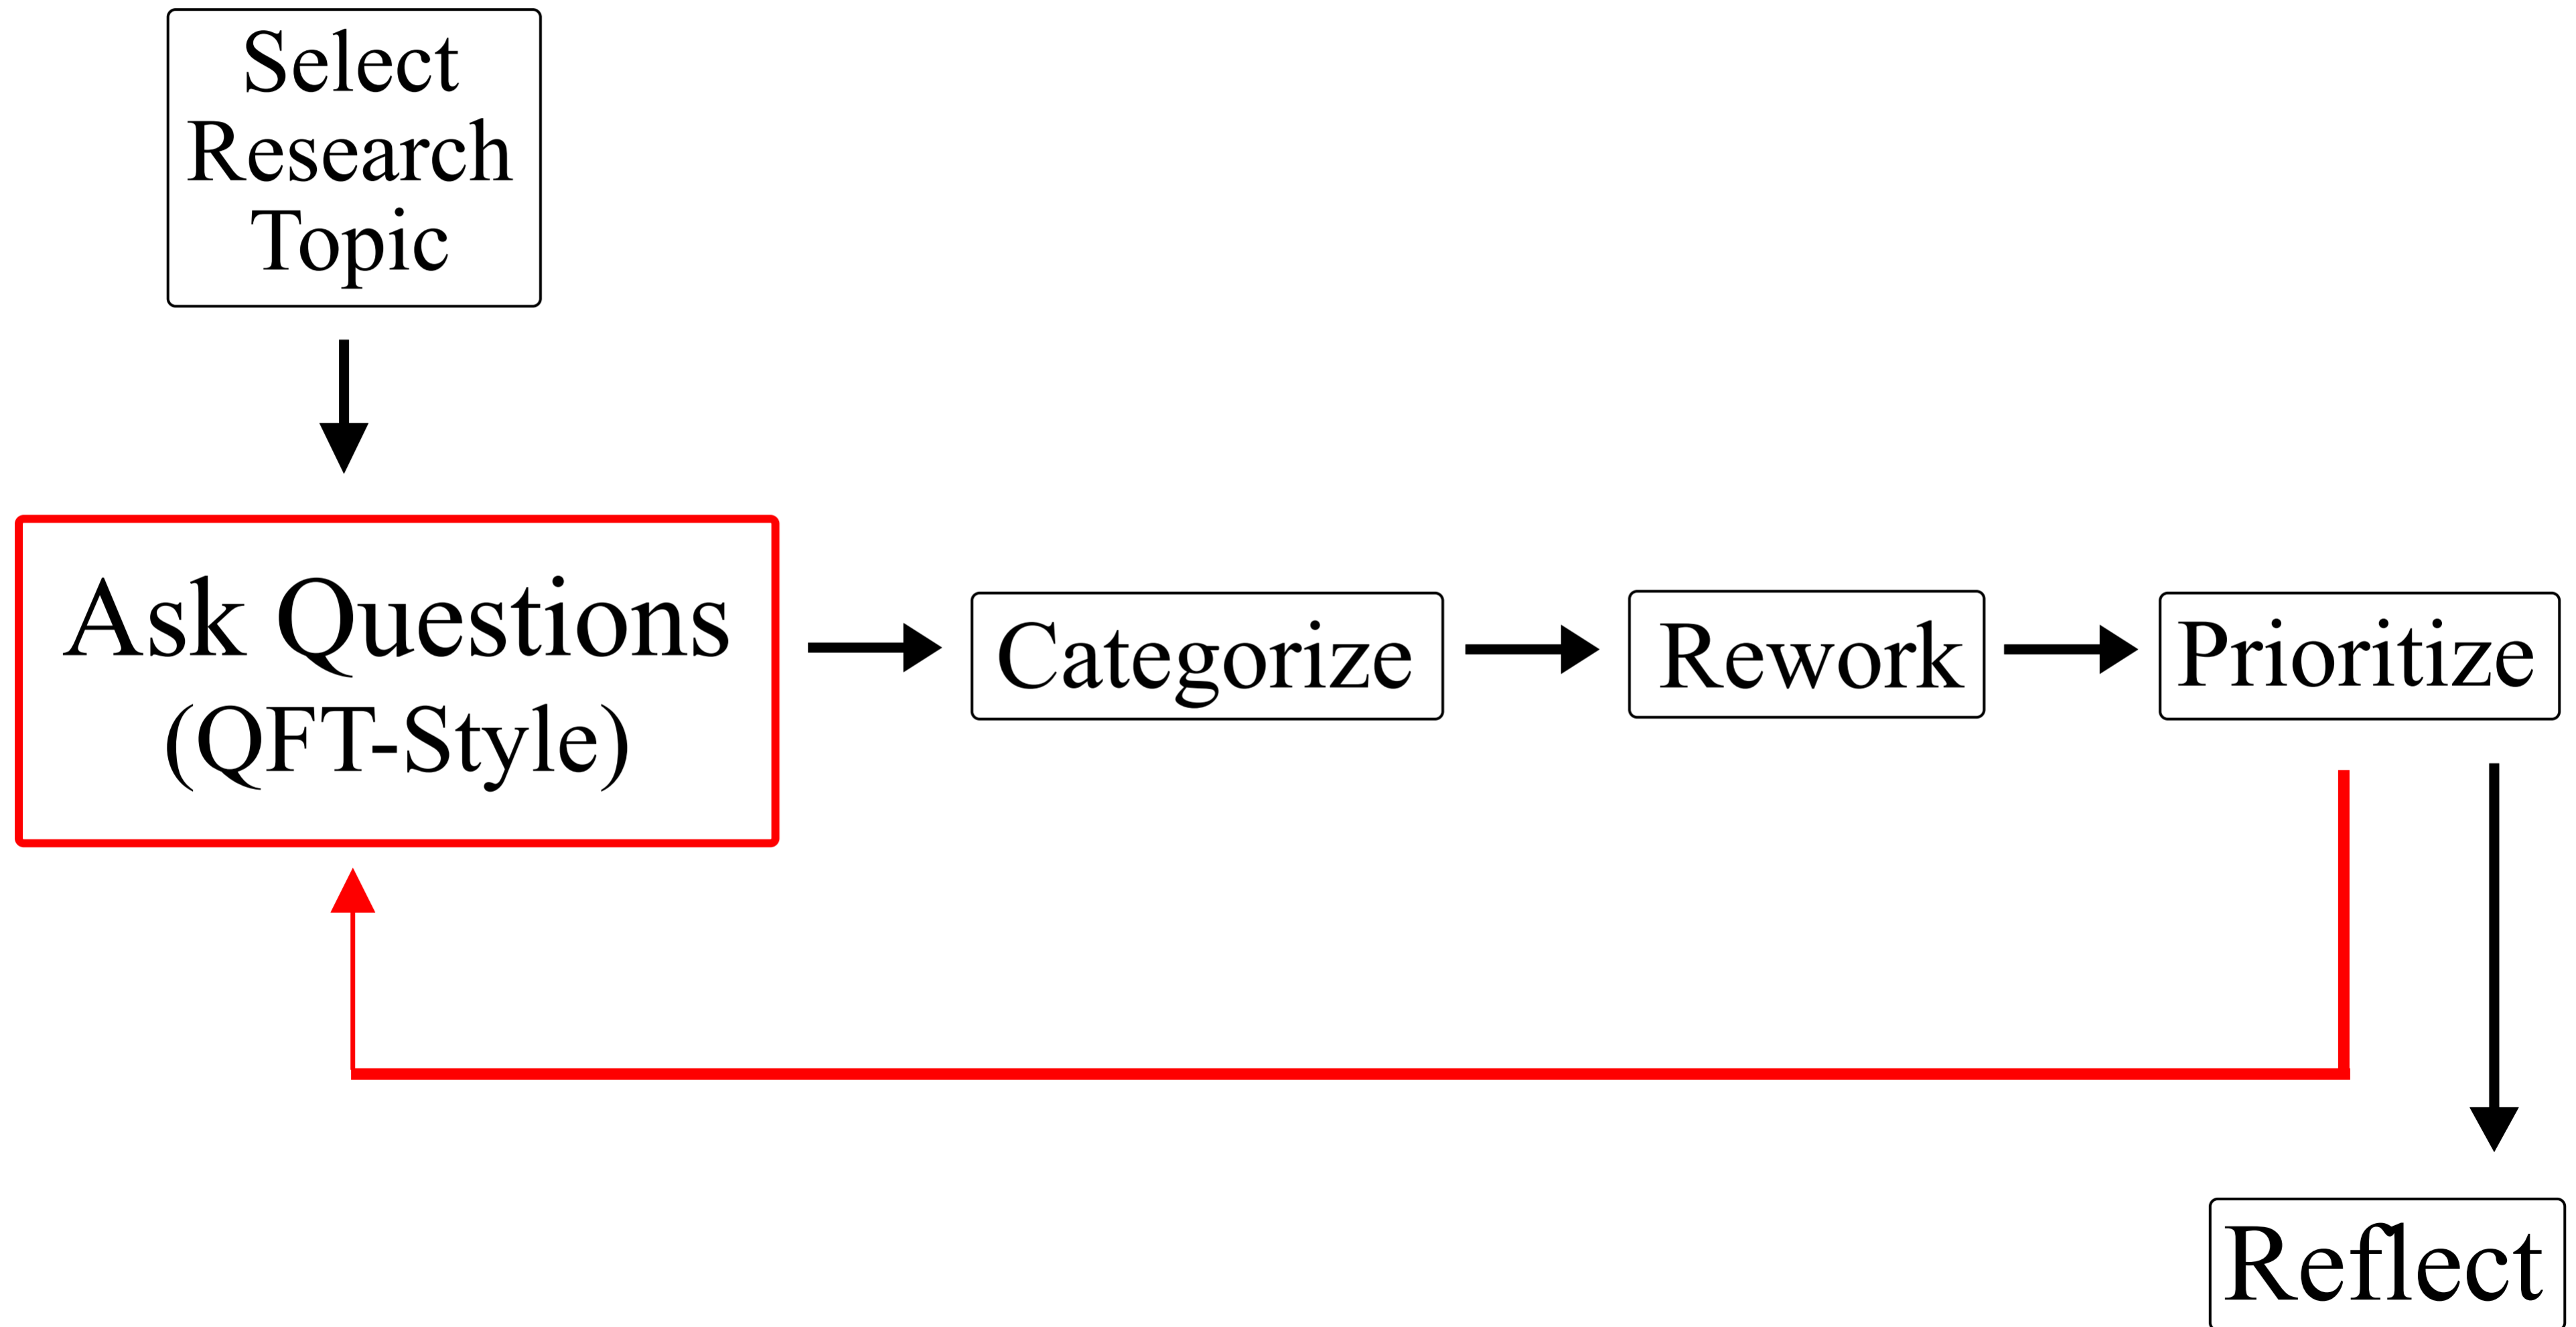 Select
Research
Topic
Ask Questions
(QFT-Style)
Categorize
Rework
Prioritize
Reflect